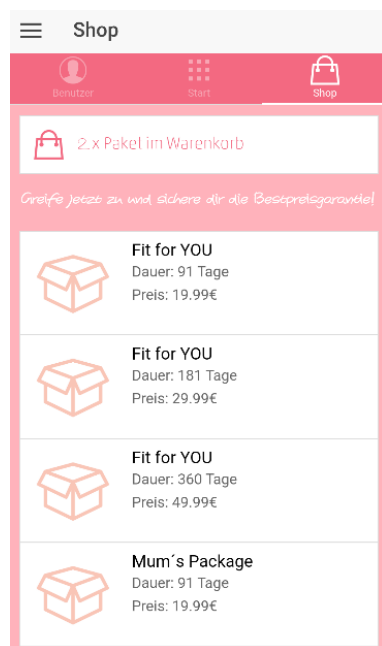 Shop
Benutzer
Start
Shop
2 x Paket im Warenkorb
Greife jetzt zu und sichere dir die Bestpreisgarantie!
Fit for YOU
Dauer: 91 Tage
Preis: 19.99€
Fit for YOU
Dauer: 181 Tage
Preis: 29.99€
Fit for YOU
Dauer: 360 Tage
Preis: 49.99€
Mum´s Package
Dauer: 91 Tage
Preis: 19.99€